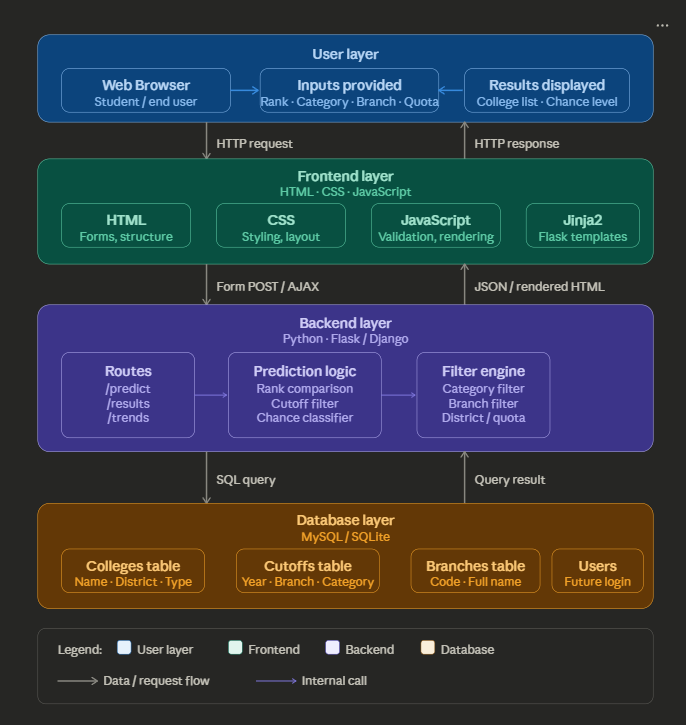 User layer
Web Browser
Student / end user
Inputs provided
Rank · Category · Branch · Quota
Results displayed
College list · Chance level
HTTP request
HTTP response
Frontend layer
HTML · CSS · JavaScript
HTML
Forms, structure
CSS
Styling, layout
JavaScript
Validation, rendering
Jinja2
Flask templates
Form POST / AJAX
JSON / rendered HTML
Backend layer
Python · Flask / Django
Routes
/predict
/results
/trends
Prediction logic
Rank comparison
Cutoff filter
Chance classifier
Filter engine
Category filter
Branch filter
District / quota
SQL query
Query result
Database layer
MySQL / SQLite
Colleges table
Name · District · Type
Cutoffs table
Year · Branch · Category
Branches table
Code · Full name
Users
Future login
Legend:
User layer
Frontend
Backend
Database
Data / request flow
Internal call